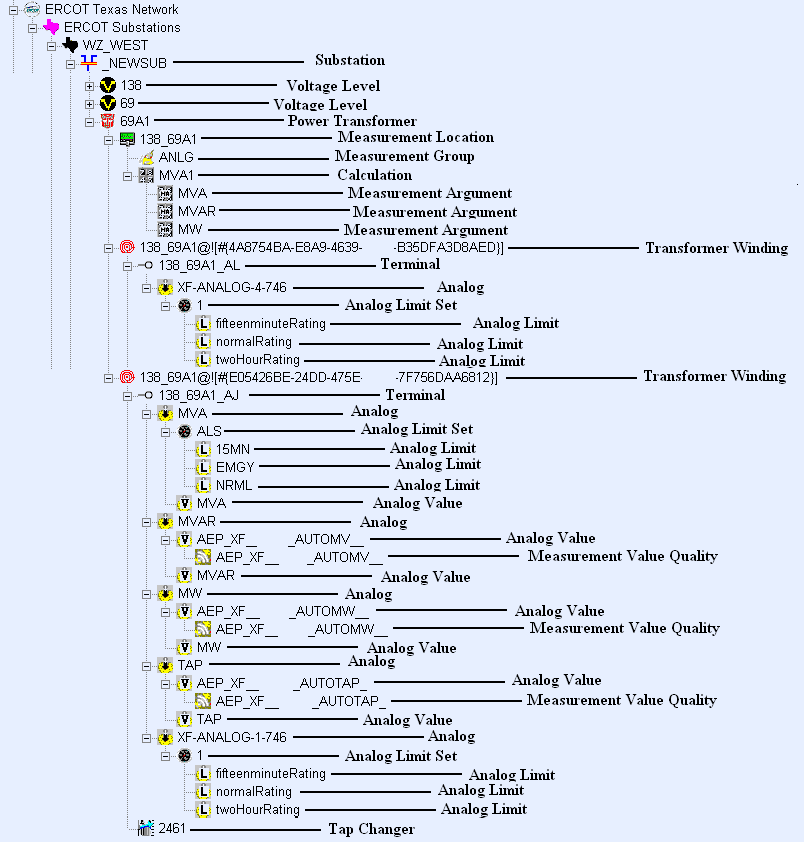 ERCOT Texas Network
ERCOT Substations
WZ_WEST
_NEWSUB Substation
138 Voltage Level
69 Voltage Level
69A1 Power Transformer
138_69A1 Measurement Location
ANLG Measurement Group
MVA1 Calculation
MVA Measurement Argument
MVAR Measurement Argument
MW Measurement Argument
138_69A1@![#{4A8754BA-E8A9-4639- -B35DFA3D8AED}] Transformer Winding
138_69A1_AL Terminal
XF-ANALOG-4-746 Analog
1 Analog Limit Set
fifteenminuteRating Analog Limit
normalRating Analog Limit
twoHourRating Analog Limit
138_69A1@![#{E05426BE-24DD-475E- -7F756DAA6812}] Transformer Winding
138_69A1_AJ Terminal
MVA Analog
ALS Analog Limit Set
15MN Analog Limit
EMGY Analog Limit
NRML Analog Limit
MVA Analog Value
MVAR Analog
AEP_XF__ _AUTOMV__ Analog Value
AEP_XF__ _AUTOMV__ Measurement Value Quality
MVAR Analog Value
MW Analog
AEP_XF__ _AUTOMW__ Analog Value
AEP_XF__ _AUTOMW__ Measurement Value Quality
MW Analog Value
TAP Analog
AEP_XF__ _AUTOTAP_ Analog Value
AEP_XF__ _AUTOTAP_ Measurement Value Quality
TAP Analog Value
XF-ANALOG-1-746 Analog
1 Analog Limit Set
fifteenminuteRating Analog Limit
normalRating Analog Limit
twoHourRating Analog Limit
2461 Tap Changer